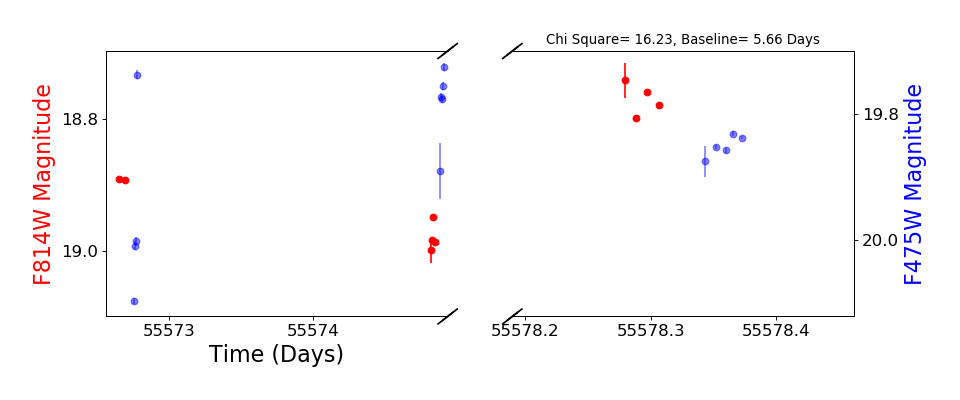 Chi Square= 16.23, Baseline= 5.66 Days
F814W Magnitude
18.8
19.0
19.8
20.0
F475W Magnitude
55573
55574
55578.2
55578.3
55578.4
Time (Days)